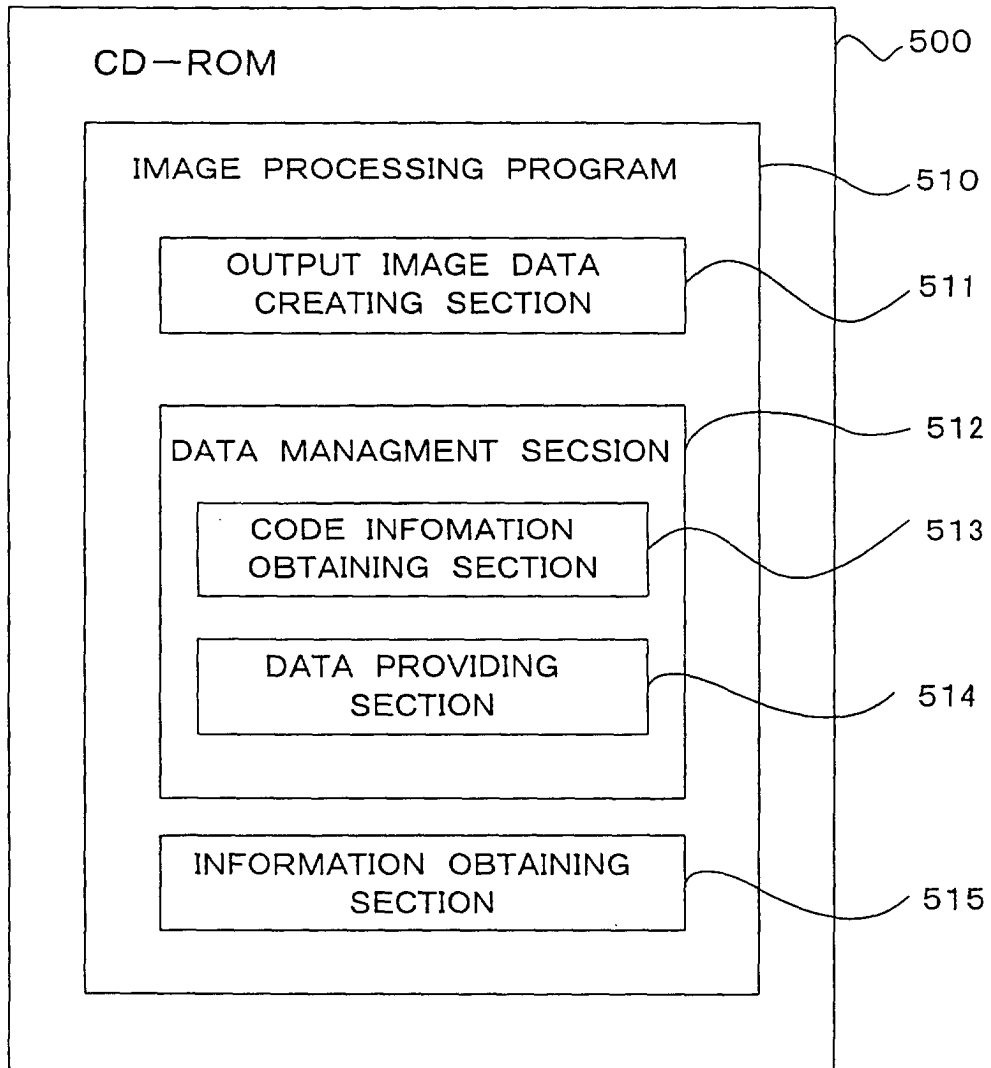 CD-ROM
500
IMAGE PROCESSING PROGRAM
510
OUTPUT IMAGE DATA
CREATING SECTION
511
DATA MANAGMENT SECSION
512
CODE INFOMATION
OBTAINING SECTION
513
DATA PROVIDING
SECTION
514
INFORMATION OBTAINING
SECTION
515